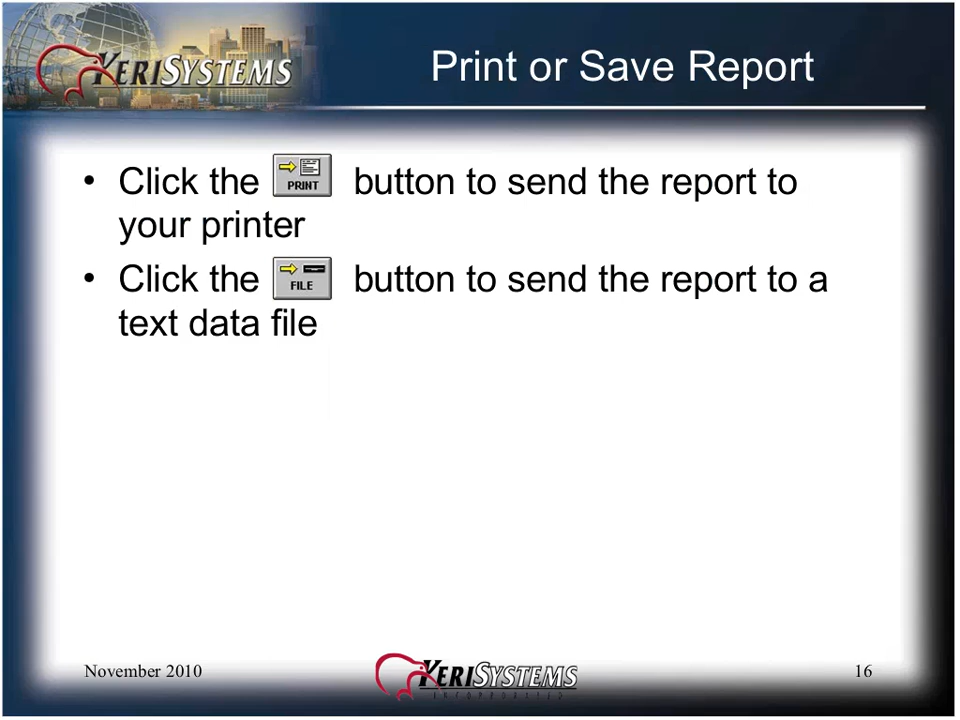 KERISYSTEMS
Print or Save Report
• Click the PRINT button to send the report to
your printer
• Click the FILE button to send the report to a
text data file
November 2010
KERISYSTEMS
INCORPORATED
16